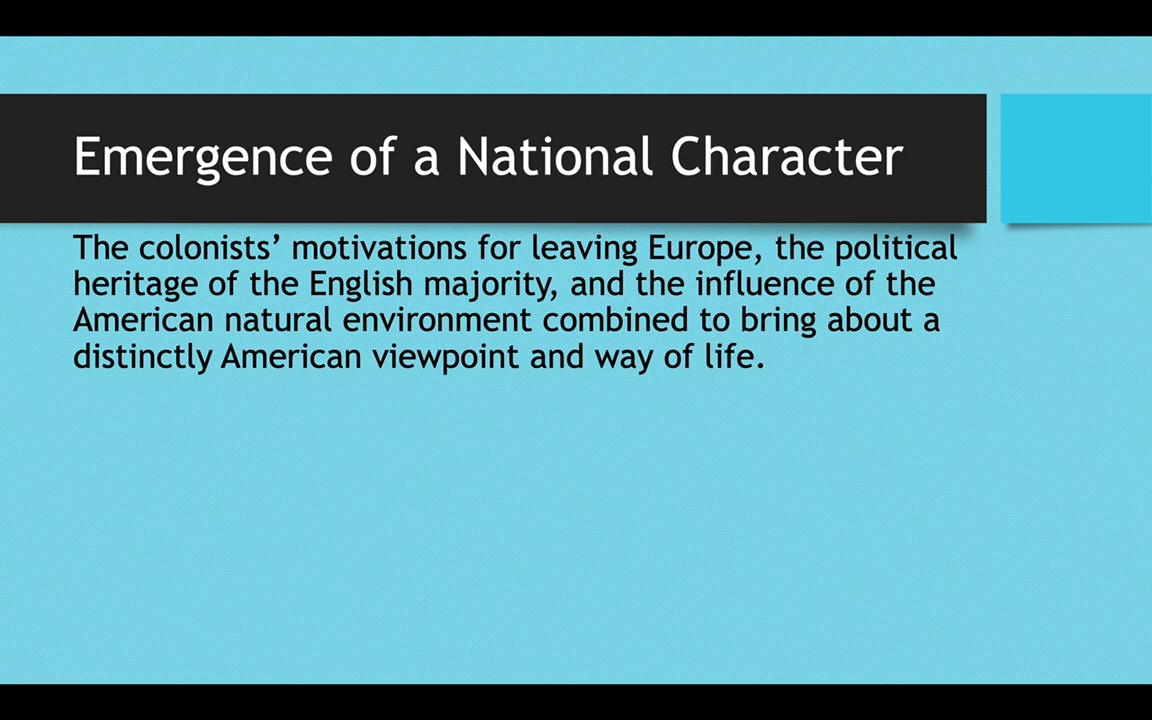 Emergence of a National Character
The colonists’ motivations for leaving Europe, the political
heritage of the English majority, and the influence of the
American natural environment combined to bring about a
distinctly American viewpoint and way of life.